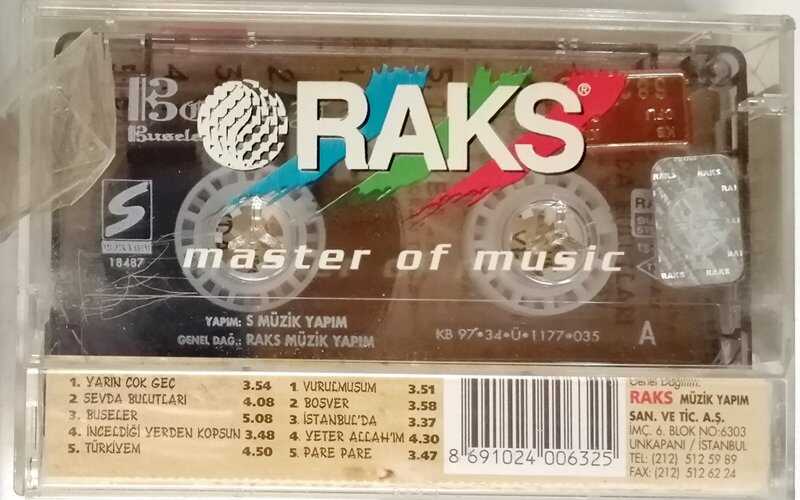 RAKS®
master of music
S
18487
YAPIM: S MÜZİK YAPIM
GENEL DAĞ.: RAKS MÜZİK YAPIM
KB 97•34•Ü•1177•035
A
RAKS
RAKS
1. YARIN ÇOK GEÇ 3.54
2 SEVDA BULUTLARI 4.08
3. BUSELER 5.08
4. İNCELDİĞİ YERDEN KOPSUN 3.48
5. TÜRKİYEM 4.50
1. VURULMUŞUM 3.51
2. BOŞVER 3.58
3. İSTANBUL'DA 3.37
4. YETER ALLAH'IM 4.30
5. PARE PARE 3.47
8 691024 006325
Genel Dağıtım:
RAKS MÜZİK YAPIM
SAN. VE TİC. A.Ş.
İMÇ. 6. BLOK NO:6303
UNKAPANI / İSTANBUL
TEL: (212) 512 59 89
FAX: (212) 512 62 24